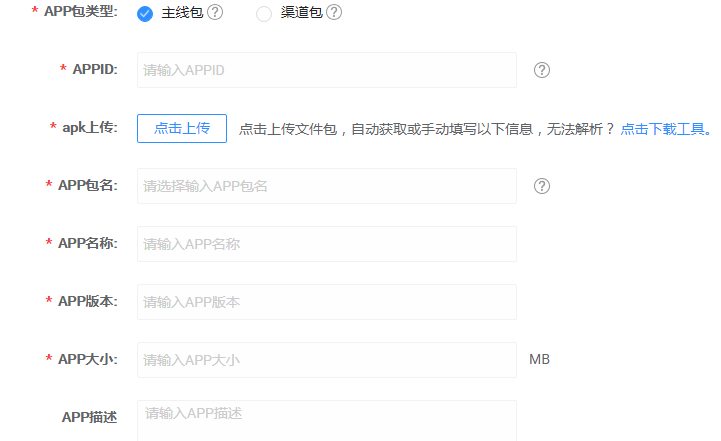 * APP包类型: 主线包 ? 渠道包 ?
* APPID: 请输入APPID ?
* apk上传: 点击上传 点击上传文件包，自动获取或手动填写以下信息，无法解析？点击下载工具。
* APP包名: 请选择输入APP包名 ?
* APP名称: 请输入APP名称
* APP版本: 请输入APP版本
* APP大小: 请输入APP大小 MB
APP描述 请输入APP描述